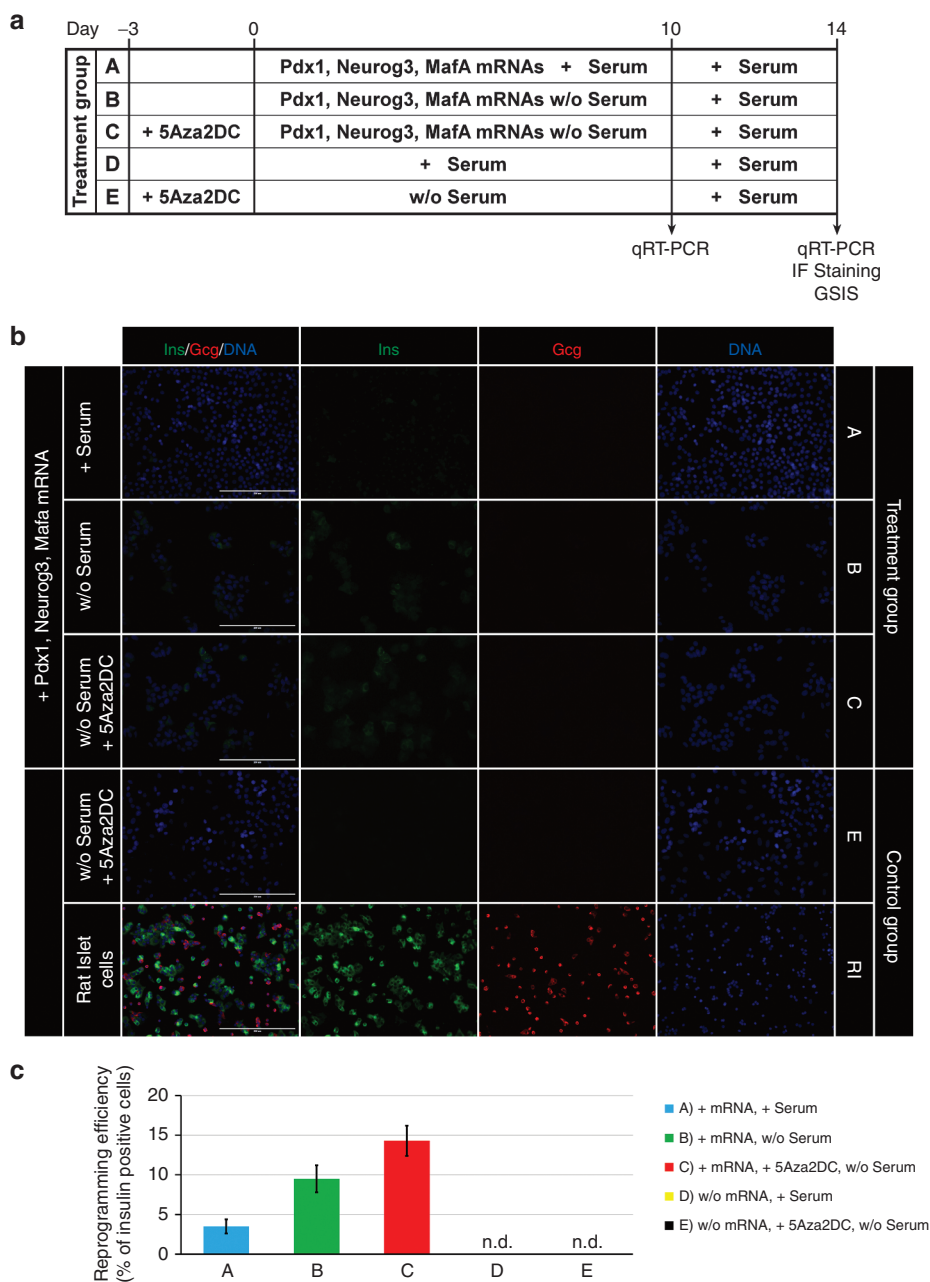 a
Day −3 0 10 14
Treatment group
A Pdx1, Neurog3, MafA mRNAs + Serum + Serum
B Pdx1, Neurog3, MafA mRNAs w/o Serum + Serum
C + 5Aza2DC Pdx1, Neurog3, MafA mRNAs w/o Serum + Serum
D + Serum + Serum
E + 5Aza2DC w/o Serum + Serum
qRT-PCR qRT-PCR
IF Staining
GSIS
b
Ins/Gcg/DNA Ins Gcg DNA
+ Pdx1, Neurog3, Mafa mRNA
+ Serum
A
w/o Serum
B
w/o Serum
+ 5Aza2DC
C
Treatment group
w/o Serum
+ 5Aza2DC
E
Rat Islet
cells
RI
Control group
c
Reprogramming efficiency
(% of insulin positive cells)
20
15
10
5
0
n.d. n.d.
A B C D E
A) + mRNA, + Serum
B) + mRNA, w/o Serum
C) + mRNA, + 5Aza2DC, w/o Serum
D) w/o mRNA, + Serum
E) w/o mRNA, + 5Aza2DC, w/o Serum